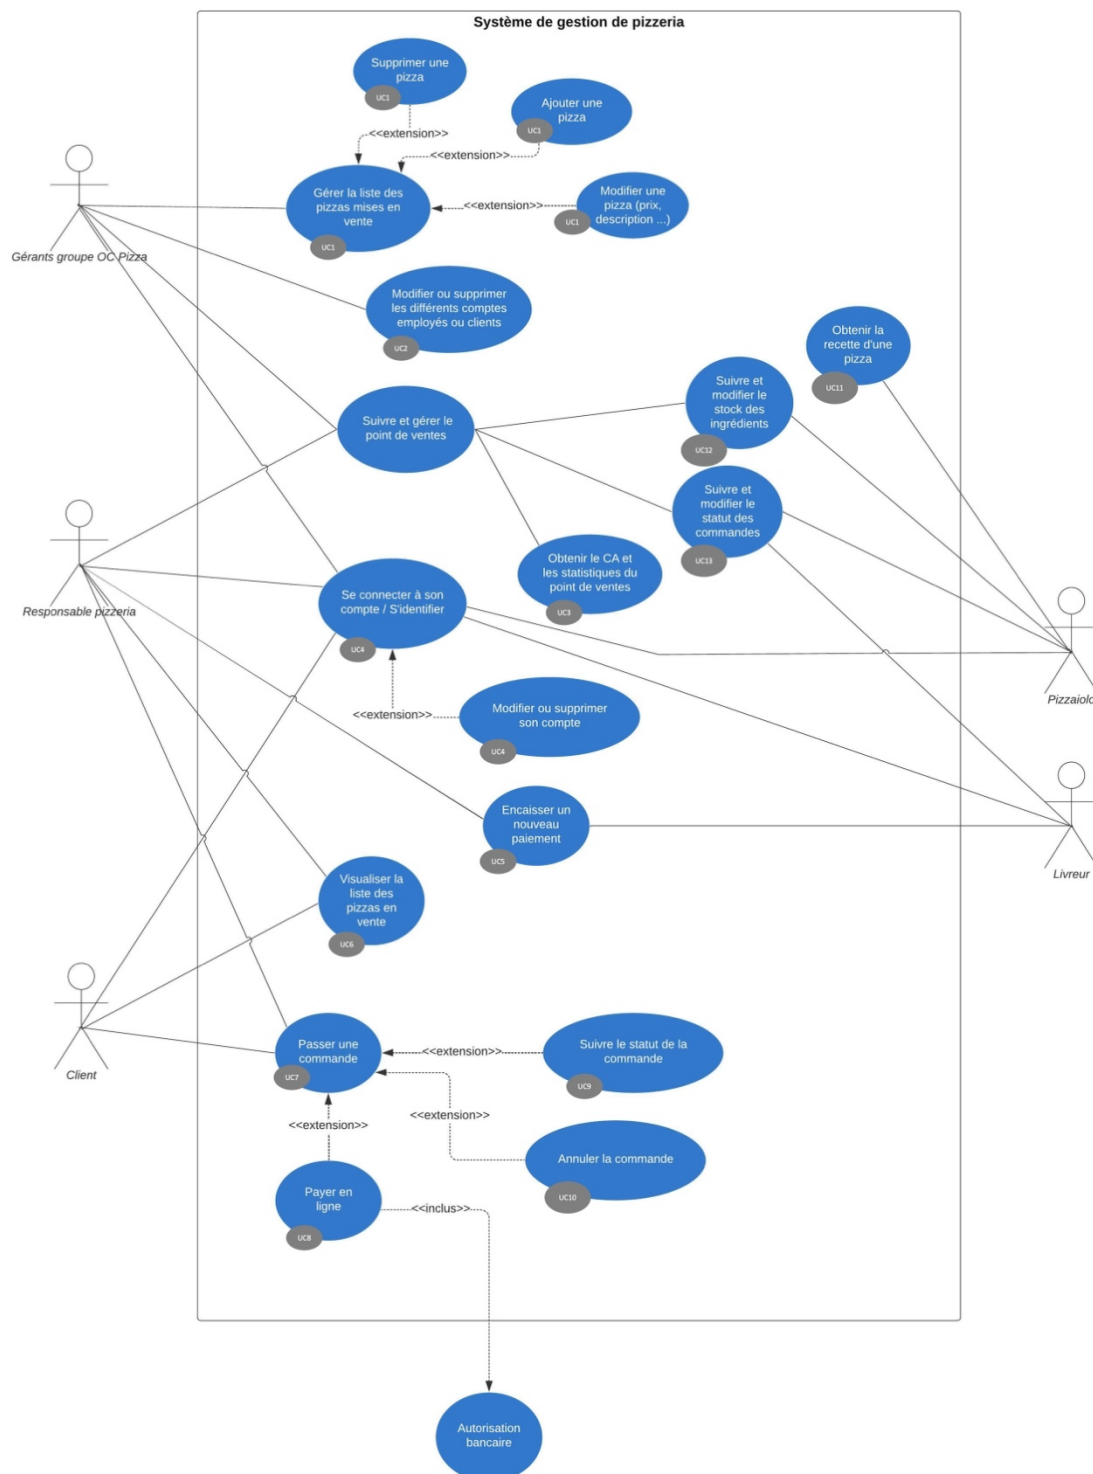 Système de gestion de pizzeria
Supprimer une
pizza
UC1
Ajouter une
pizza
UC1
<<extension>>
<<extension>>
Gérer la liste des
pizzas mises en
vente
UC1
<<extension>>
Modifier une
pizza (prix,
description ...)
UC1
Gérants groupe OC Pizza
Modifier ou supprimer
les différents comptes
employés ou clients
UC2
Obtenir la
recette d'une
pizza
UC11
Suivre et
modifier le
stock des
ingrédients
UC12
Suivre et gérer le
point de ventes
Suivre et
modifier le
statut des
commandes
UC13
Obtenir le CA et
les statistiques du
point de ventes
UC3
Responsable pizzeria
Se connecter à son
compte / S'identifier
UC4
Pizzaiolo
<<extension>>
Modifier ou supprimer
son compte
UC4
Encaisser un
nouveau
paiement
UC5
Livreur
Visualiser la
liste des
pizzas en
vente
UC6
Client
Passer une
commande
UC7
<<extension>>
Suivre le statut de la
commande
UC9
<<extension>>
<<extension>>
Annuler la commande
UC10
Payer en
ligne
UC8
<<inclus>>
Autorisation
bancaire